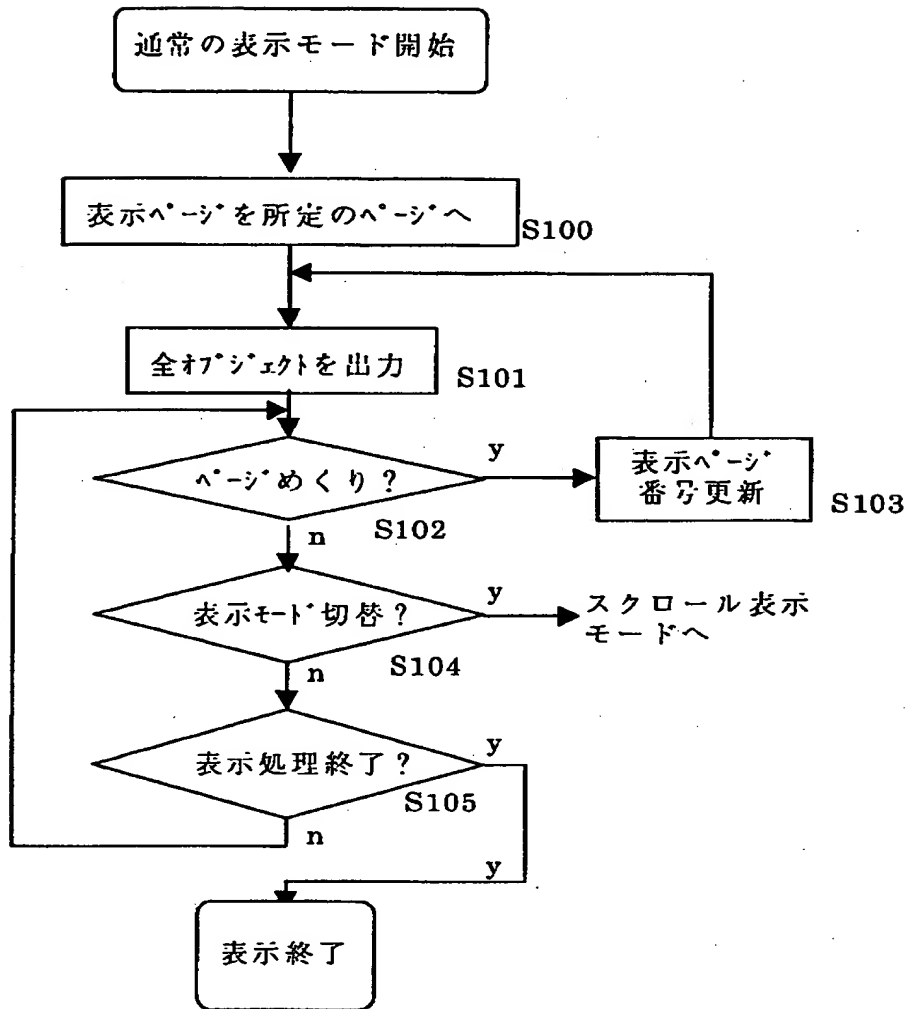 通常の表示モード開始
表示ﾍﾟｰｼﾞを所定のﾍﾟｰｼﾞへ
S100
全ｵﾌﾞｼﾞｪｸﾄを出力
S101
ﾍﾟｰｼﾞめくり?
y
表示ﾍﾟｰｼﾞ
番号更新
S103
S102
n
表示ﾓｰﾄﾞ切替?
y
スクロール表示
モードへ
S104
n
表示処理終了?
y
S105
n
y
表示終了